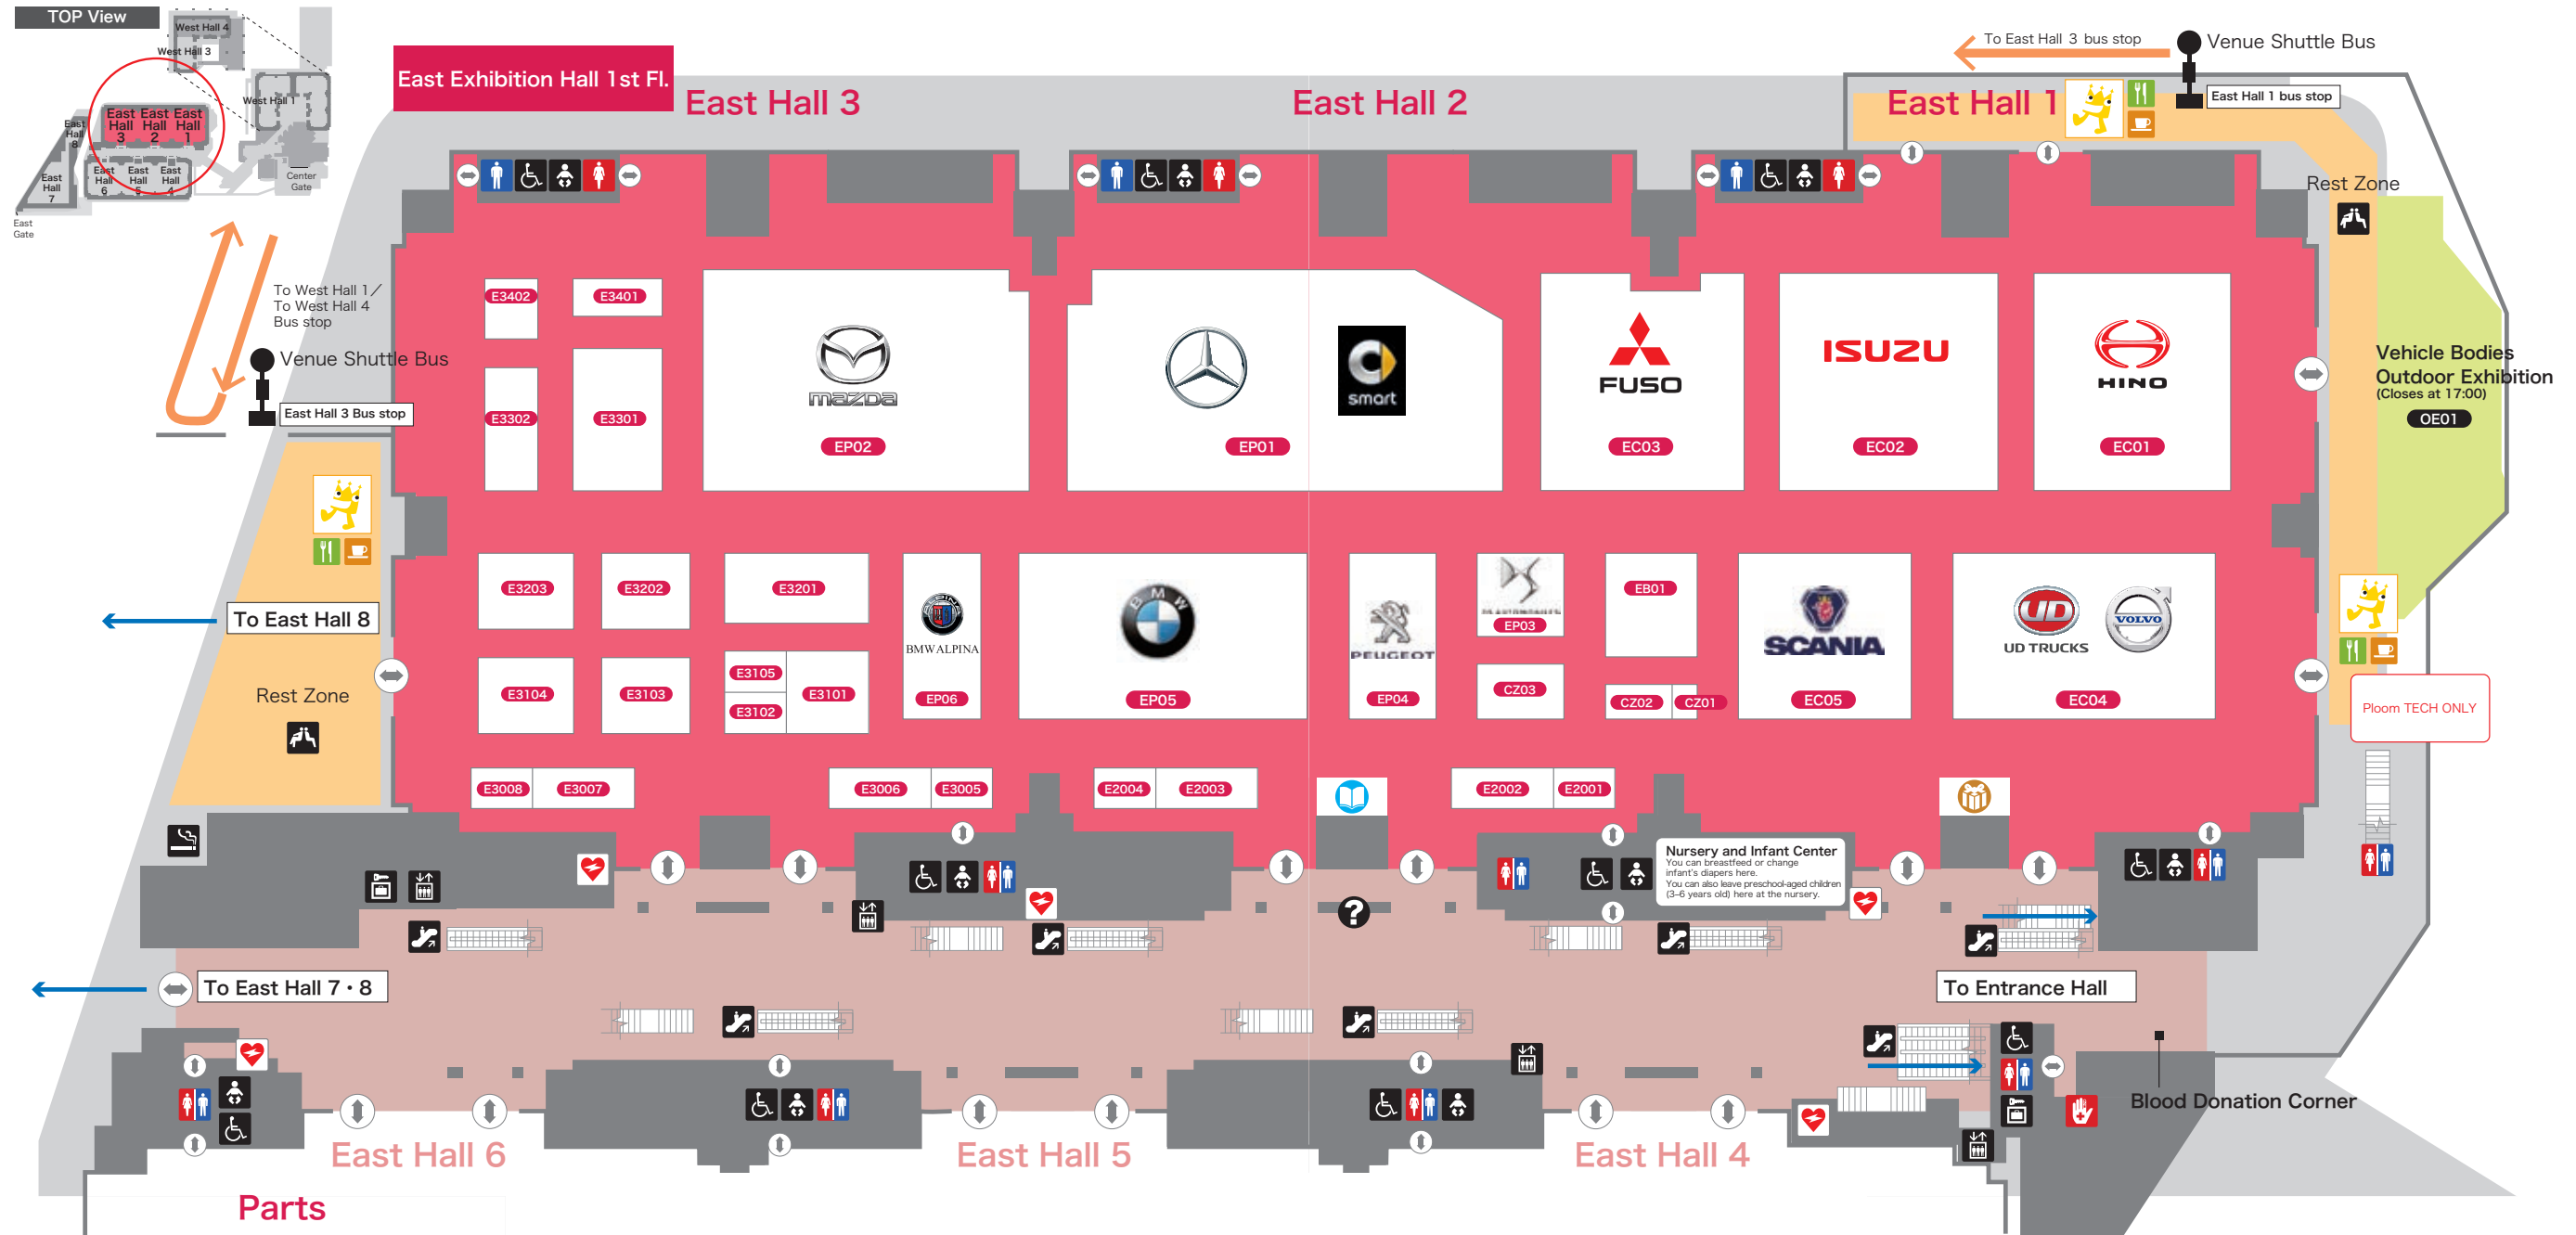 TOP View
West Hall 4
West Hall 3
West Hall 1
East Hall 3
East Hall 2
East Hall 1
East Hall 8
East Hall 7
East Hall 6
East Hall 5
East Hall 4
Center Gate
East Gate
East Exhibition Hall 1st Fl.
East Hall 3
East Hall 2
East Hall 1
To East Hall 3 bus stop
Venue Shuttle Bus
East Hall 1 bus stop
Rest Zone
To West Hall 1／
To West Hall 4
Bus stop
Venue Shuttle Bus
East Hall 3 Bus stop
E3402
E3401
E3302
E3301
mazda
EP02
EP01
smart
FUSO
EC03
ISUZU
EC02
HINO
EC01
Vehicle Bodies
Outdoor Exhibition
(Closes at 17:00)
OE01
To East Hall 8
Rest Zone
E3203
E3202
E3201
E3104
E3103
E3105
E3102
E3101
ALPINA
BMW ALPINA
EP06
BMW
EP05
PEUGEOT
EP04
DS AUTOMOBILES
EP03
CZ03
EB01
CZ02
CZ01
SCANIA
EC05
UD
UD TRUCKS
VOLVO
EC04
Ploom TECH ONLY
E3008
E3007
E3006
E3005
E2004
E2003
E2002
E2001
Nursery and Infant Center
You can breastfeed or change
infant's diapers here.
You can also leave preschool-aged children
(3–6 years old) here at the nursery.
?
To East Hall 7・8
To Entrance Hall
Blood Donation Corner
East Hall 6
East Hall 5
East Hall 4
Parts